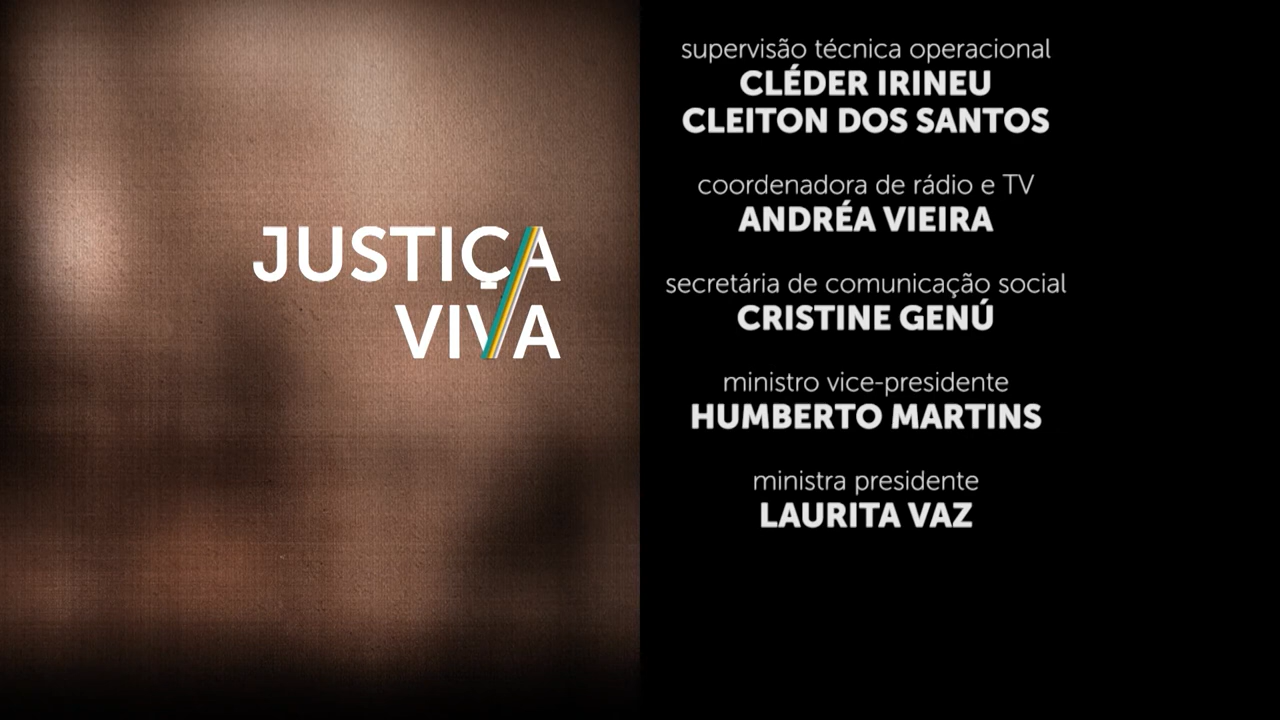 JUSTIÇA
VIVA
supervisão técnica operacional
CLÉDER IRINEU
CLEITON DOS SANTOS
coordenadora de rádio e TV
ANDRÉA VIEIRA
secretária de comunicação social
CRISTINE GENÚ
ministro vice-presidente
HUMBERTO MARTINS
ministra presidente
LAURITA VAZ